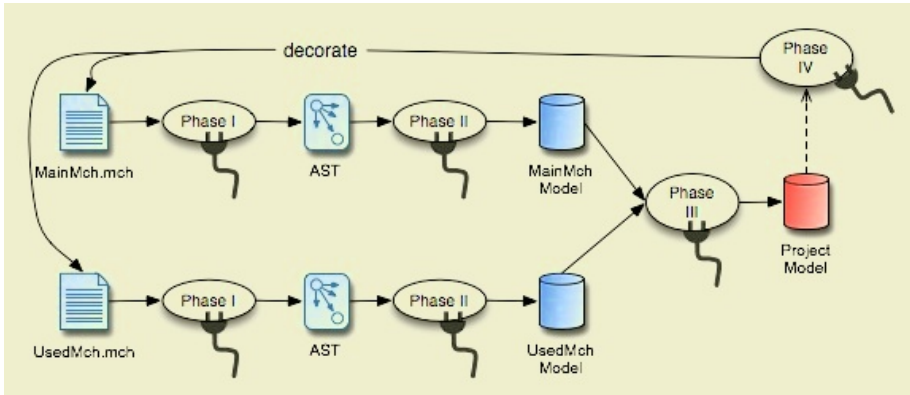 decorate
Phase
IV
MainMch.mch
Phase I
AST
Phase II
MainMch
Model
Phase
III
Project
Model
UsedMch.mch
Phase I
AST
Phase II
UsedMch
Model